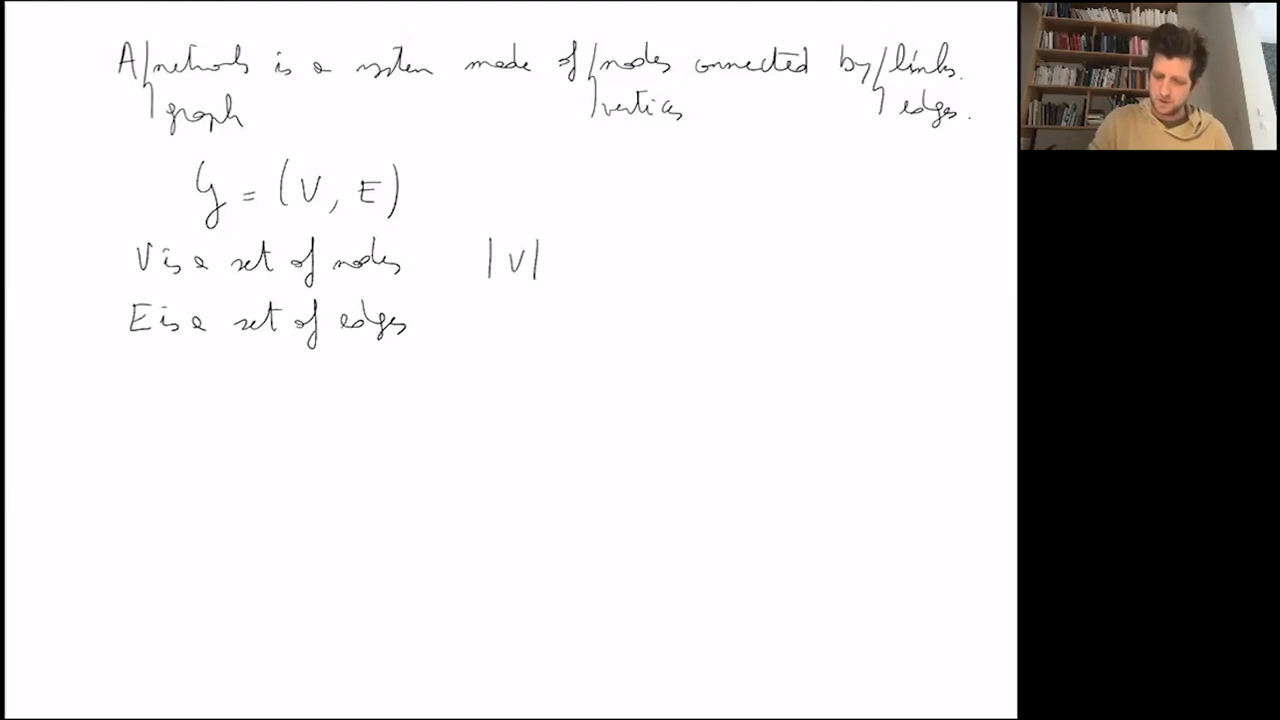 A/network is a system made of/nodes connected by/links.
graph vertices edges.
G = (V, E)
V is a set of nodes |V|
E is a set of edges